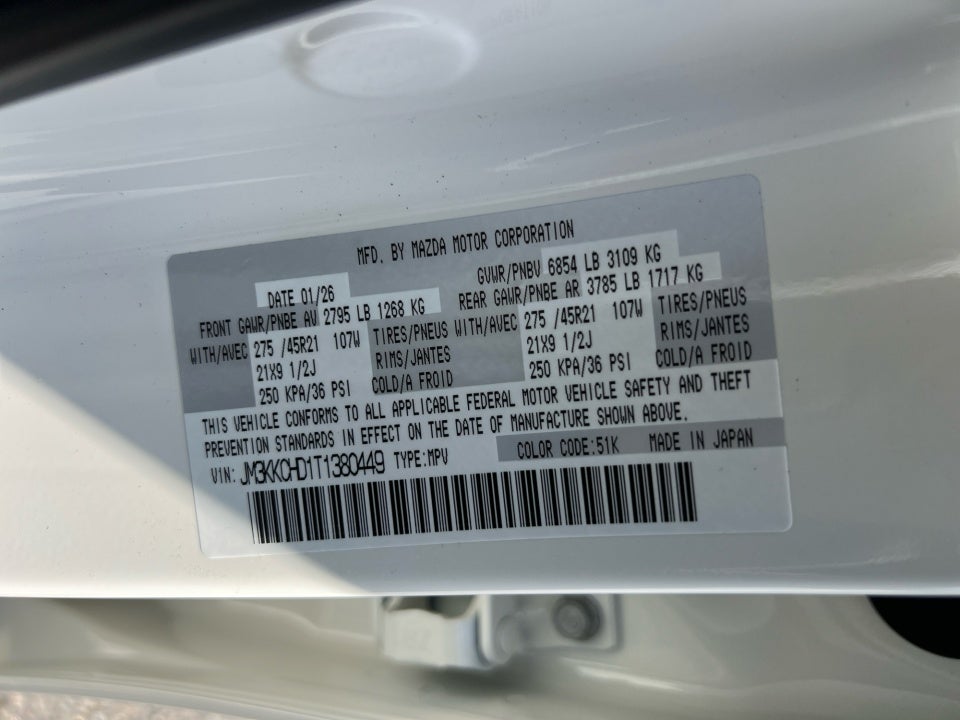 MFD. BY MAZDA MOTOR CORPORATION
DATE 01/26 GVWR/PNBV 6854 LB 3109 KG
FRONT GAWR/PNBE AV 2795 LB 1268 KG REAR GAWR/PNBE AR 3785 LB 1717 KG
WITH/AVEC 275 /45R21 107W TIRES/PNEUS WITH/AVEC 275 /45R21 107W TIRES/PNEUS
21X9 1/2J RIMS/JANTES 21X9 1/2J RIMS/JANTES
250 KPA/36 PSI COLD/A FROID 250 KPA/36 PSI COLD/A FROID
THIS VEHICLE CONFORMS TO ALL APPLICABLE FEDERAL MOTOR VEHICLE SAFETY AND THEFT
PREVENTION STANDARDS IN EFFECT ON THE DATE OF MANUFACTURE SHOWN ABOVE.
VIN: JM3KKCHD1T1380449 TYPE:MPV COLOR CODE:51K MADE IN JAPAN